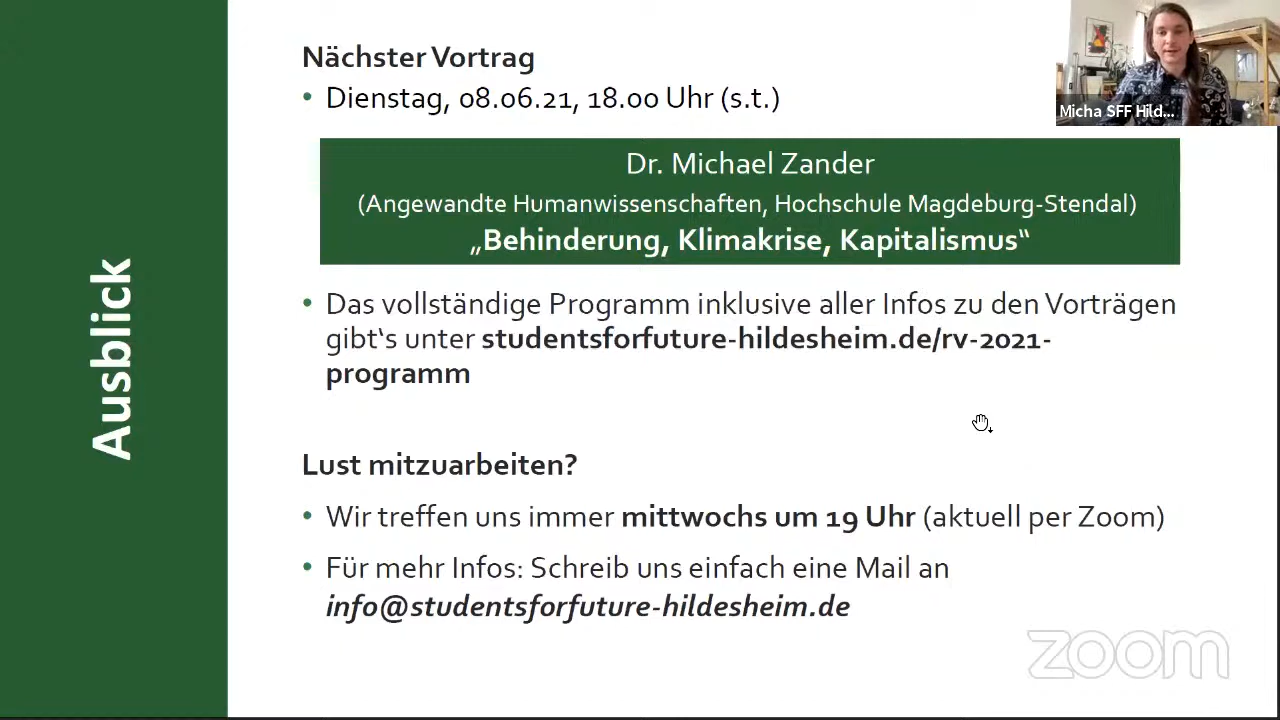 Nächster Vortrag
• Dienstag, 08.06.21, 18.00 Uhr (s.t.)
Dr. Michael Zander
(Angewandte Humanwissenschaften, Hochschule Magdeburg-Stendal)
„Behinderung, Klimakrise, Kapitalismus“
• Das vollständige Programm inklusive aller Infos zu den Vorträgen
gibt‘s unter studentsforfuture-hildesheim.de/rv-2021-
programm
Lust mitzuarbeiten?
• Wir treffen uns immer mittwochs um 19 Uhr (aktuell per Zoom)
• Für mehr Infos: Schreib uns einfach eine Mail an
info@studentsforfuture-hildesheim.de
Ausblick
Micha SFF Hild...
zoom